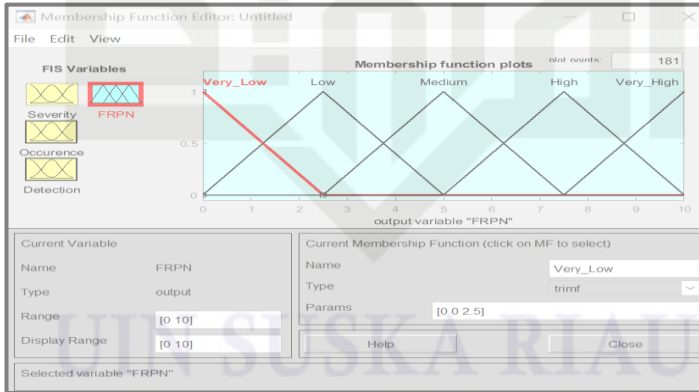 Membership Function Editor: Untitled
File Edit View
FIS Variables
Severity
FRPN
Occurence
Detection
Membership function plots
plot points:
181
Very_Low
Low
Medium
High
Very_High
1
0.5
0
0 1 2 3 4 5 6 7 8 9 10
output variable "FRPN"
Current Variable
Name FRPN
Type output
Range [0 10]
Display Range [0 10]
Current Membership Function (click on MF to select)
Name Very_Low
Type trimf
Params [0 0 2.5]
Help Close
Selected variable "FRPN"
UIN SUSKA RIAU